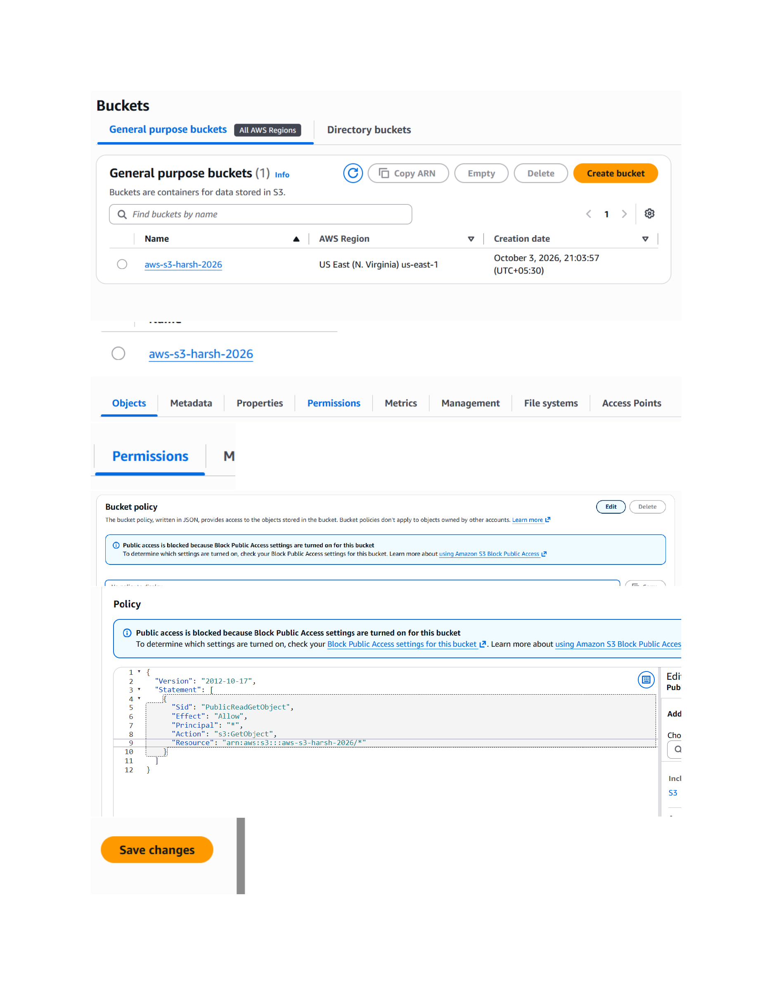 Buckets
General purpose buckets All AWS Regions Directory buckets
General purpose buckets (1) Info Copy ARN Empty Delete Create bucket
Buckets are containers for data stored in S3.
Find buckets by name 1
Name AWS Region Creation date
aws-s3-harsh-2026 US East (N. Virginia) us-east-1 October 3, 2026, 21:03:57
(UTC+05:30)
aws-s3-harsh-2026
Objects Metadata Properties Permissions Metrics Management File systems Access Points
Permissions M
Bucket policy Edit Delete
The bucket policy, written in JSON, provides access to the objects stored in the bucket. Bucket policies don't apply to objects owned by other accounts. Learn more
Public access is blocked because Block Public Access settings are turned on for this bucket
To determine which settings are turned on, check your Block Public Access settings for this bucket. Learn more about using Amazon S3 Block Public Access
Policy
Public access is blocked because Block Public Access settings are turned on for this bucket
To determine which settings are turned on, check your Block Public Access settings for this bucket. Learn more about using Amazon S3 Block Public Acces
1 {
2 "Version": "2012-10-17",
3 "Statement": [
4 {
5 "Sid": "PublicReadGetObject",
6 "Effect": "Allow",
7 "Principal": "*",
8 "Action": "s3:GetObject",
9 "Resource": "arn:aws:s3:::aws-s3-harsh-2026/*"
10 }
11 ]
12 }
Edi
Pub
Add
Cho
Incl
S3
Save changes